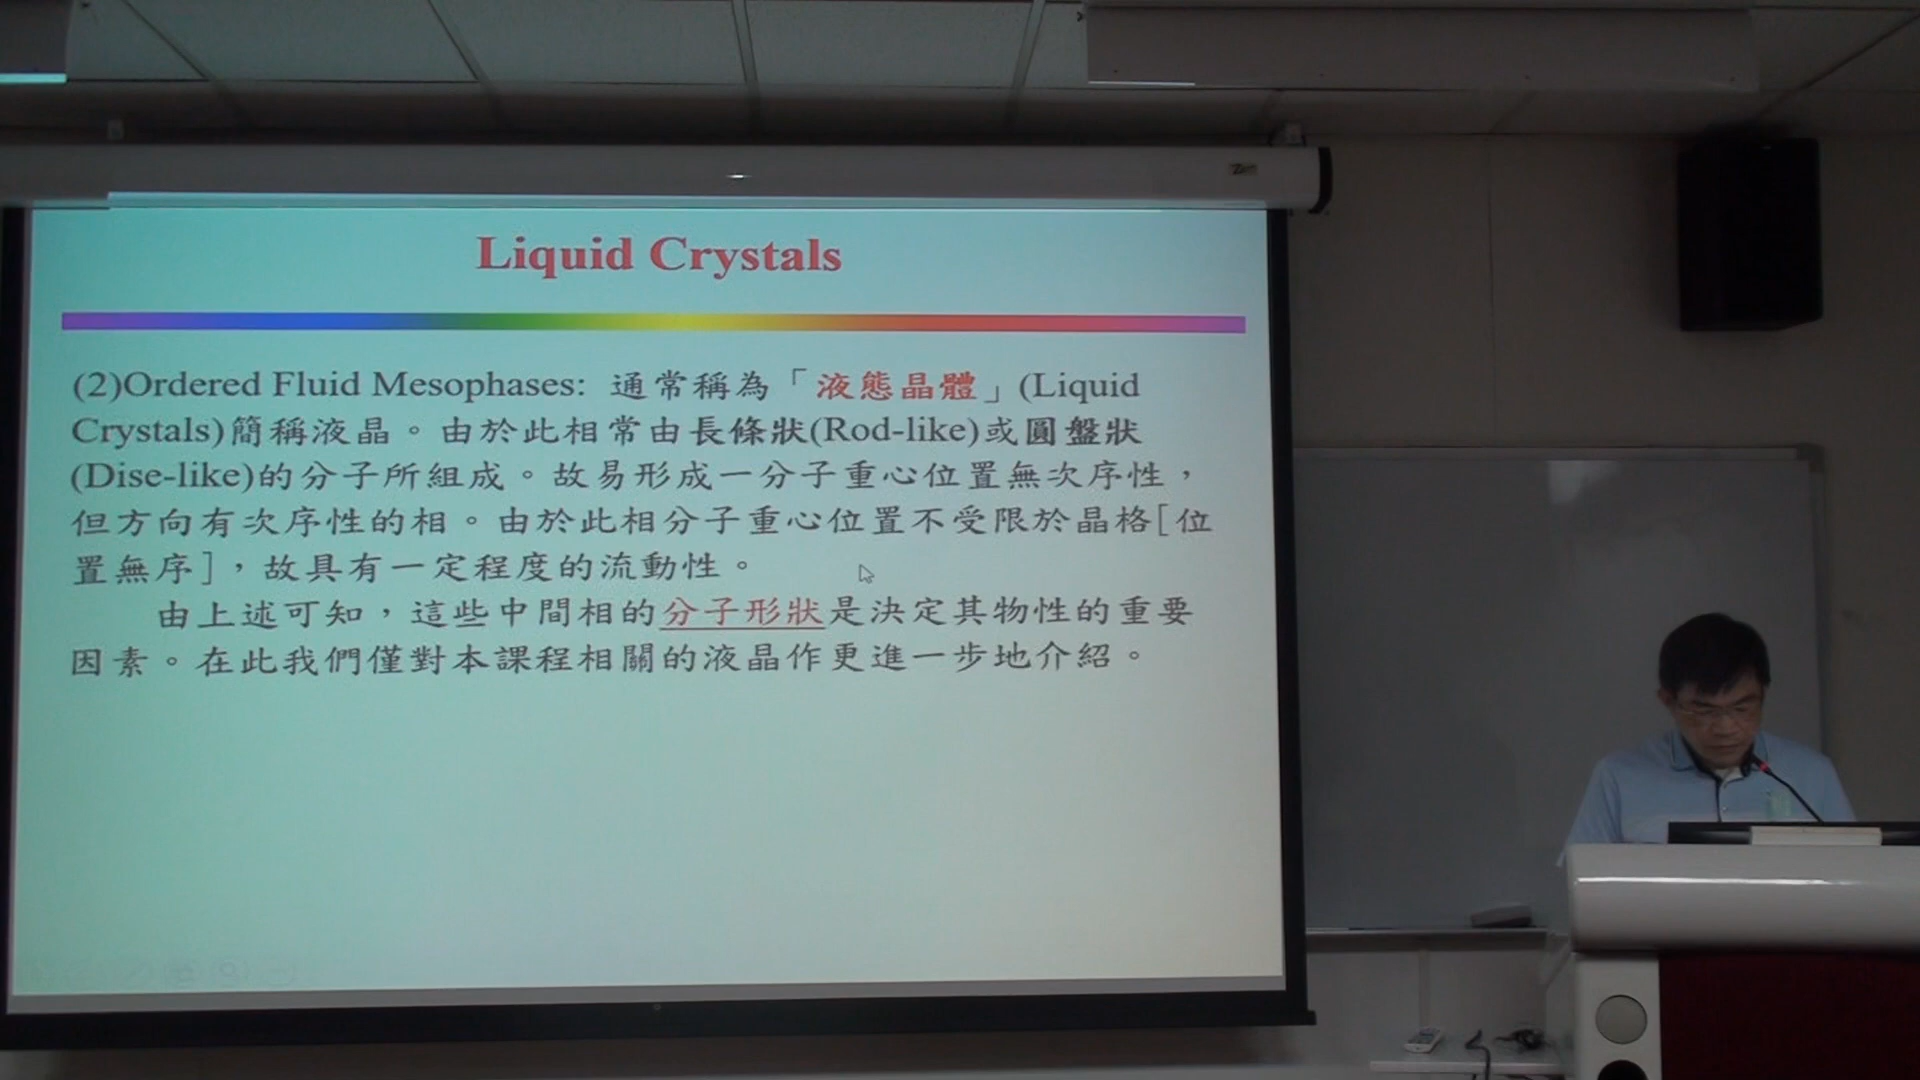 Liquid Crystals
(2)Ordered Fluid Mesophases: 通常稱為「液態晶體」(Liquid
Crystals)簡稱液晶。由於此相常由長條狀(Rod-like)或圓盤狀
(Dise-like)的分子所組成。故易形成一分子重心位置無次序性，
但方向有次序性的相。由於此相分子重心位置不受限於晶格[位
置無序]，故具有一定程度的流動性。
由上述可知，這些中間相的分子形狀是決定其物性的重要
因素。在此我們僅對本課程相關的液晶作更進一步地介紹。